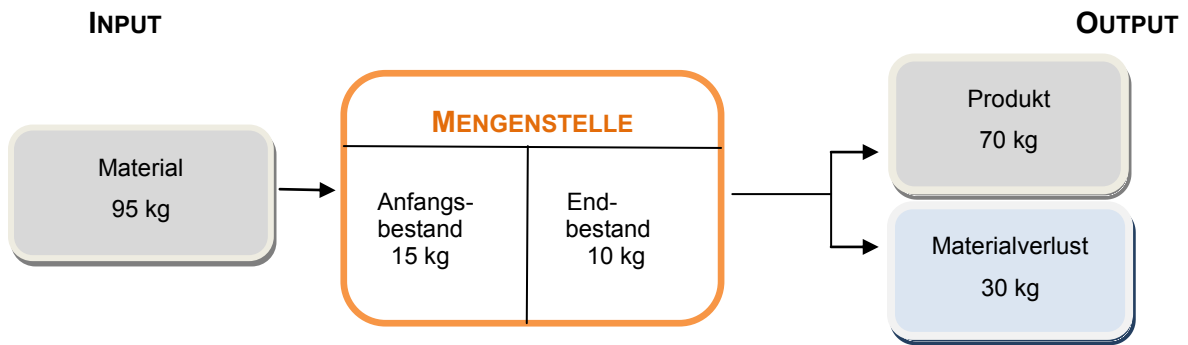 INPUT
OUTPUT
Material
95 kg
MENGENSTELLE
Anfangs-
bestand
15 kg
End-
bestand
10 kg
Produkt
70 kg
Materialverlust
30 kg